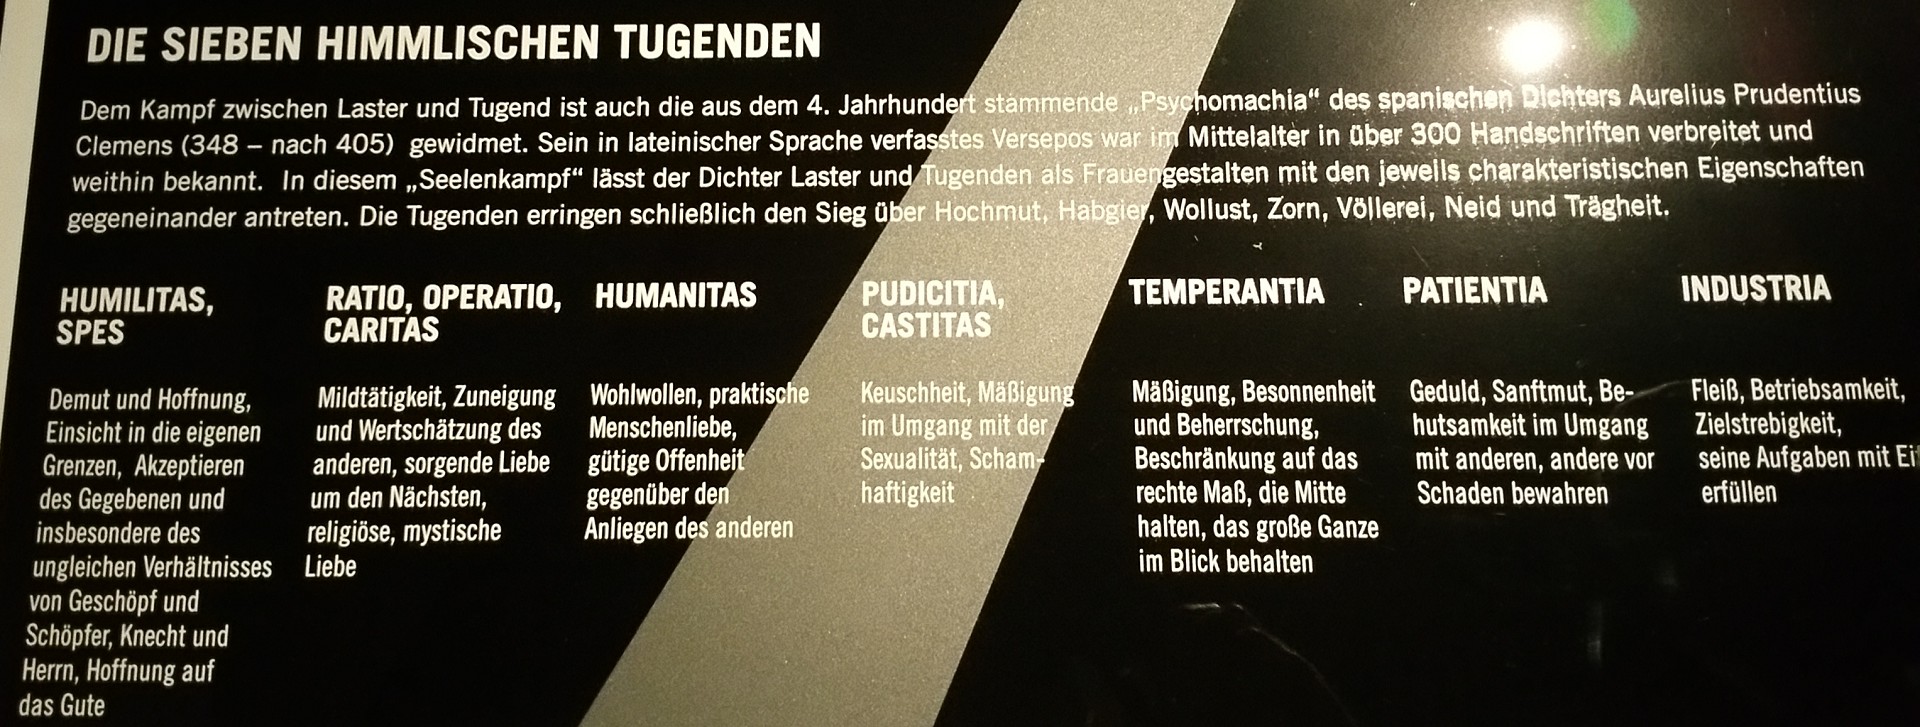 DIE SIEBEN HIMMLISCHEN TUGENDEN
Dem Kampf zwischen Laster und Tugend ist auch die aus dem 4. Jahrhundert stammende „Psychomachia“ des spanischen Dichters Aurelius Prudentius
Clemens (348 – nach 405) gewidmet. Sein in lateinischer Sprache verfasstes Versepos war im Mittelalter in über 300 Handschriften verbreitet und
weithin bekannt. In diesem „Seelenkampf“ lässt der Dichter Laster und Tugenden als Frauengestalten mit den jeweils charakteristischen Eigenschaften
gegeneinander antreten. Die Tugenden erringen schließlich den Sieg über Hochmut, Habgier, Wollust, Zorn, Völlerei, Neid und Trägheit.
HUMILITAS,
SPES
Demut und Hoffnung,
Einsicht in die eigenen
Grenzen, Akzeptieren
des Gegebenen und
insbesondere des
ungleichen Verhältnisses
von Geschöpf und
Schöpfer, Knecht und
Herrn, Hoffnung auf
das Gute
RATIO, OPERATIO,
CARITAS
Mildtätigkeit, Zuneigung
und Wertschätzung des
anderen, sorgende Liebe
um den Nächsten,
religiöse, mystische
Liebe
HUMANITAS
Wohlwollen, praktische
Menschenliebe,
gütige Offenheit
gegenüber den
Anliegen des anderen
PUDICITIA,
CASTITAS
Keuschheit, Mäßigung
im Umgang mit der
Sexualität, Scham-
haftigkeit
TEMPERANTIA
Mäßigung, Besonnenheit
und Beherrschung,
Beschränkung auf das
rechte Maß, die Mitte
halten, das große Ganze
im Blick behalten
PATIENTIA
Geduld, Sanftmut, Be-
hutsamkeit im Umgang
mit anderen, andere vor
Schaden bewahren
INDUSTRIA
Fleiß, Betriebsamkeit,
Zielstrebigkeit,
seine Aufgaben mit
erfüllen